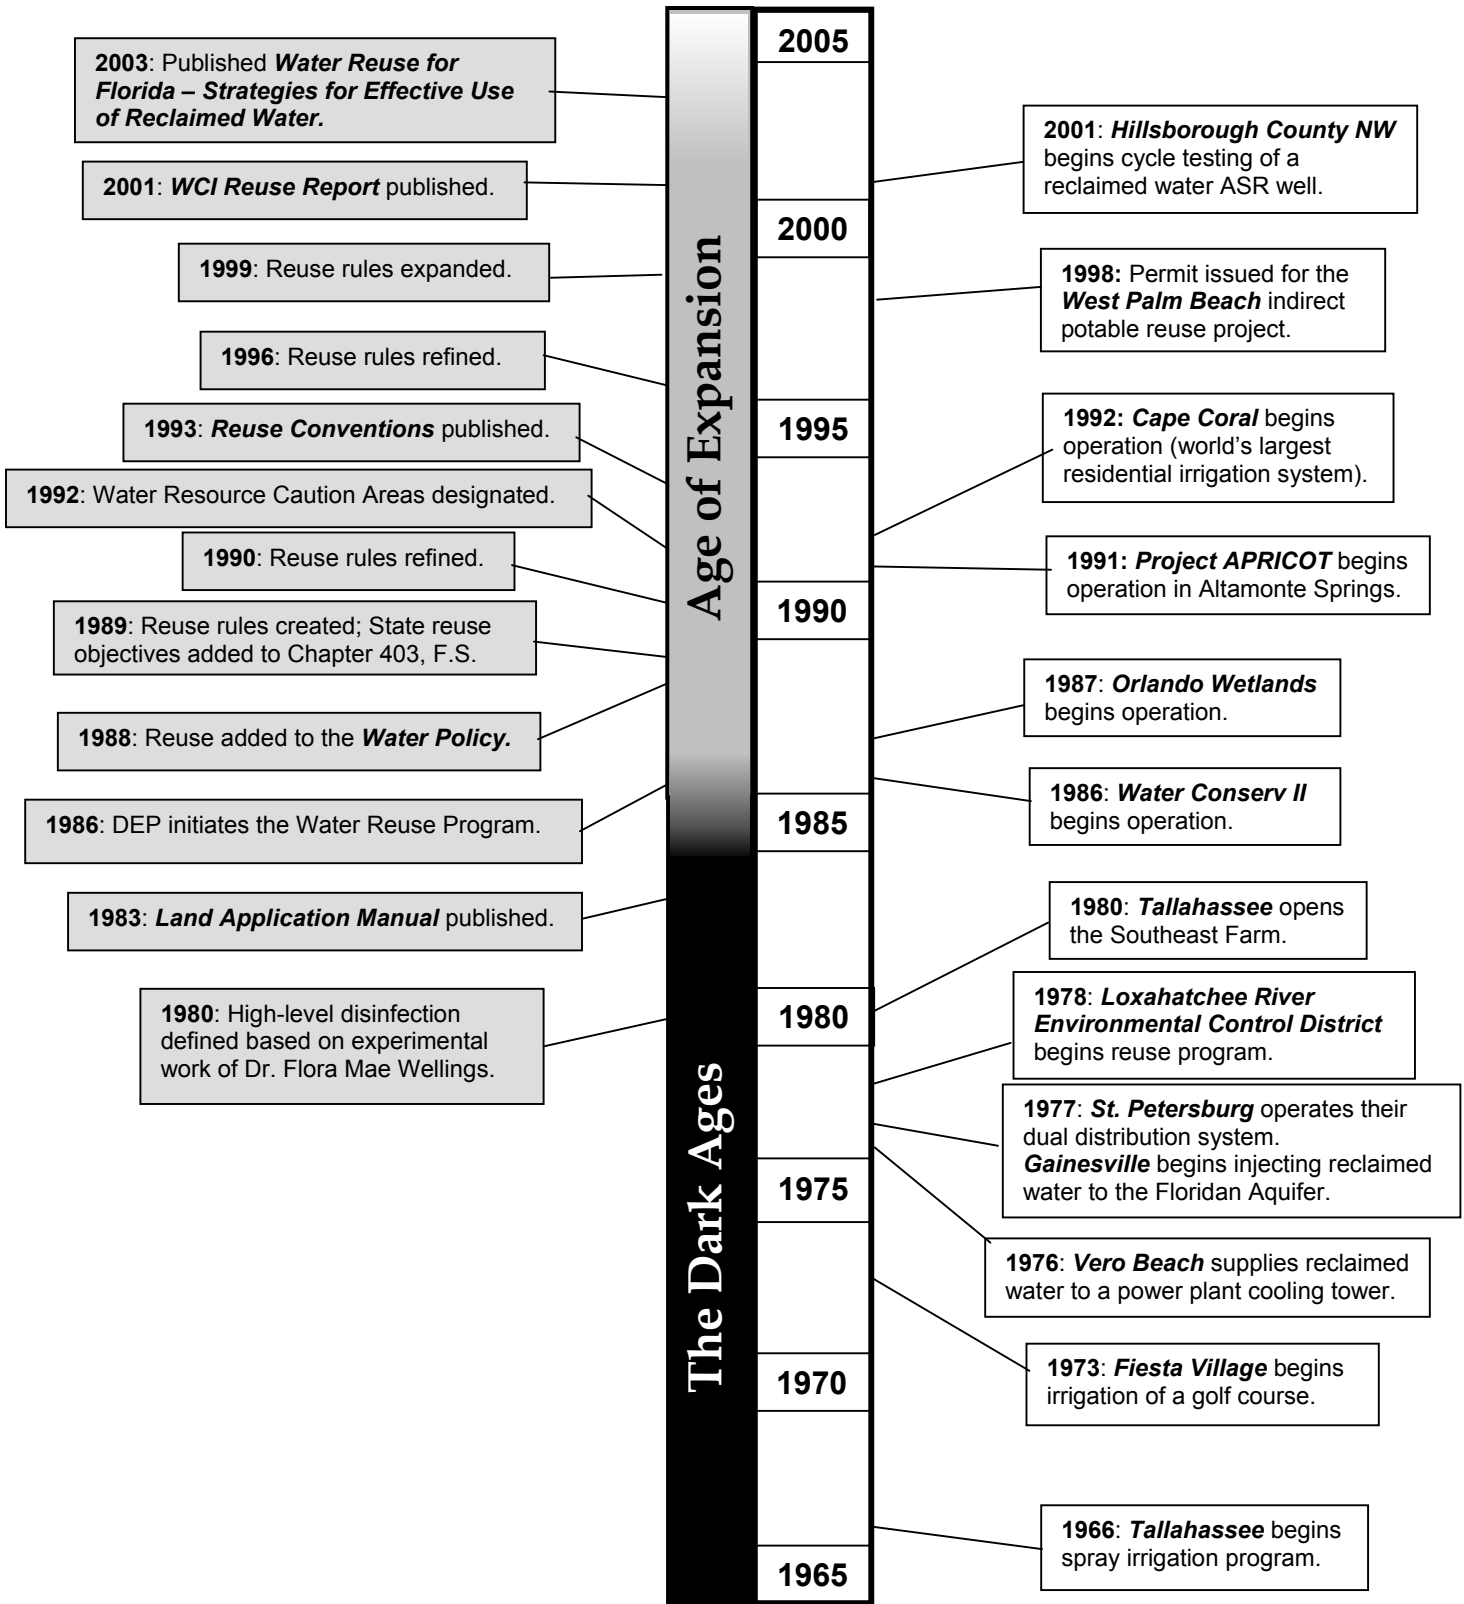 2003: Published Water Reuse for
Florida – Strategies for Effective Use
of Reclaimed Water.
2001: WCI Reuse Report published.
1999: Reuse rules expanded.
1996: Reuse rules refined.
1993: Reuse Conventions published.
1992: Water Resource Caution Areas designated.
1990: Reuse rules refined.
1989: Reuse rules created; State reuse
objectives added to Chapter 403, F.S.
1988: Reuse added to the Water Policy.
1986: DEP initiates the Water Reuse Program.
1983: Land Application Manual published.
1980: High-level disinfection
defined based on experimental
work of Dr. Flora Mae Wellings.
Age of Expansion
The Dark Ages
2005
2000
1995
1990
1985
1980
1975
1970
1965
2001: Hillsborough County NW
begins cycle testing of a
reclaimed water ASR well.
1998: Permit issued for the
West Palm Beach indirect
potable reuse project.
1992: Cape Coral begins
operation (world's largest
residential irrigation system).
1991: Project APRICOT begins
operation in Altamonte Springs.
1987: Orlando Wetlands
begins operation.
1986: Water Conserv II
begins operation.
1980: Tallahassee opens
the Southeast Farm.
1978: Loxahatchee River
Environmental Control District
begins reuse program.
1977: St. Petersburg operates their
dual distribution system.
Gainesville begins injecting reclaimed
water to the Floridan Aquifer.
1976: Vero Beach supplies reclaimed
water to a power plant cooling tower.
1973: Fiesta Village begins
irrigation of a golf course.
1966: Tallahassee begins
spray irrigation program.